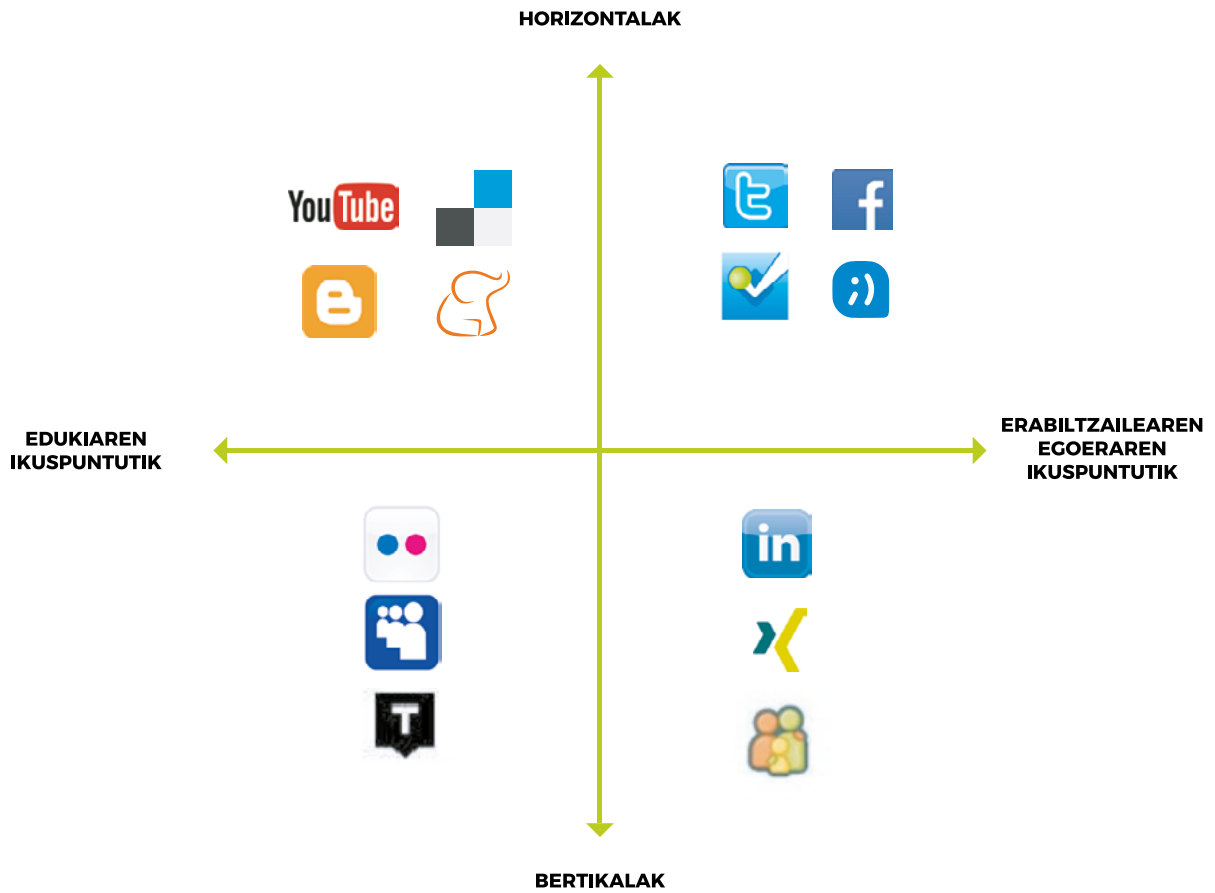 HORIZONTALAK
YouTube
t
f
B
;)
EDUKIAREN
IKUSPUNTUTIK
ERABILTZAILEAREN
EGOERAREN
IKUSPUNTUTIK
in
T
BERTIKALAK